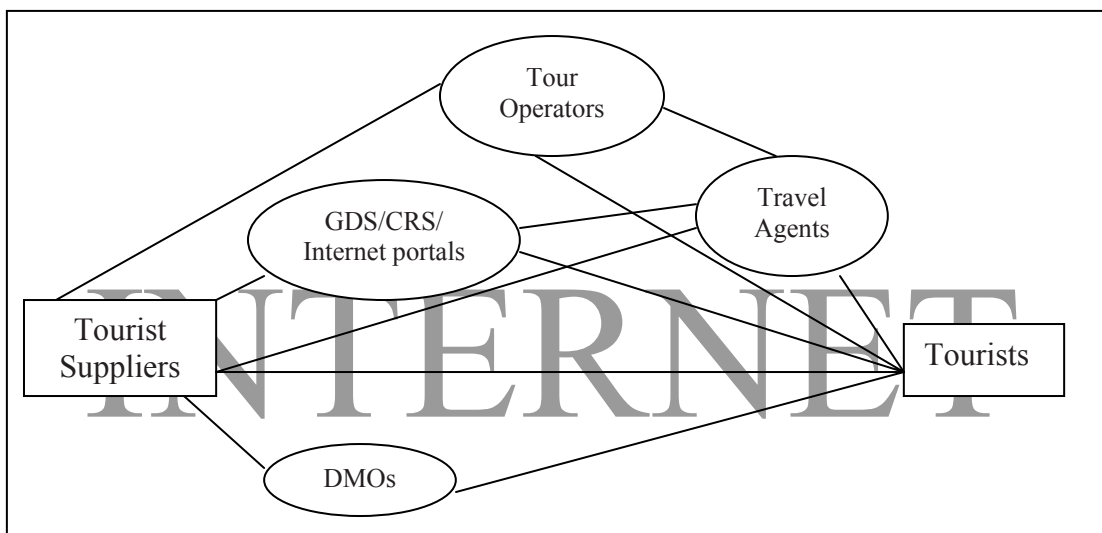 Tour
Operators
Travel
Agents
GDS/CRS/
Internet portals
INTERNET
Tourist
Suppliers
Tourists
DMOs